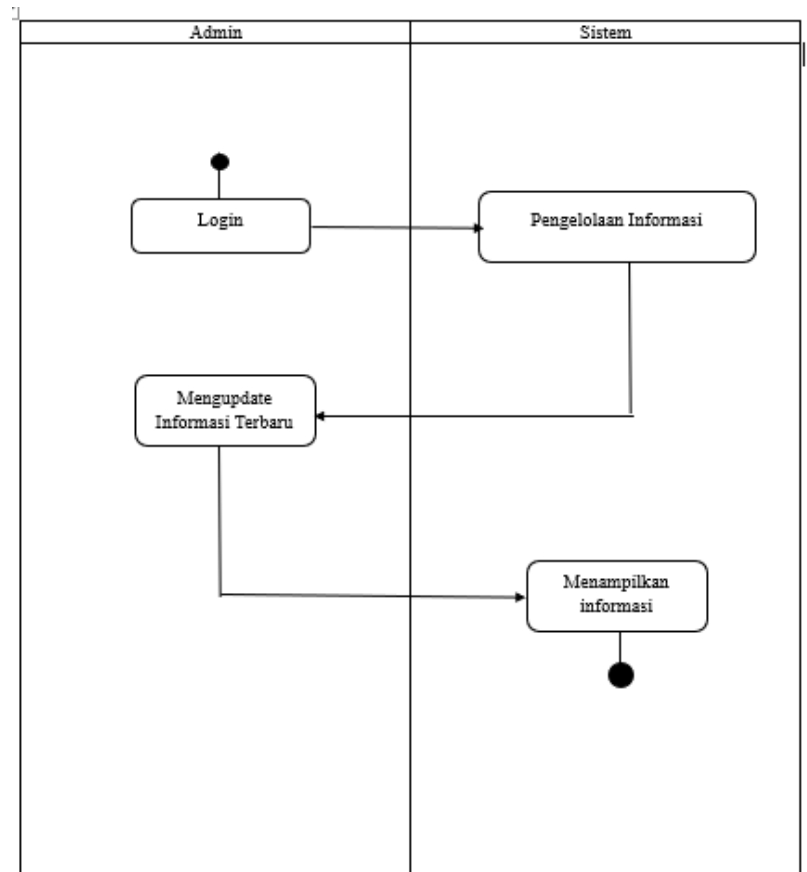 Admin
Sistem
Login
Pengelolaan Informasi
Mengupdate
Informasi Terbaru
Menampilkan
informasi